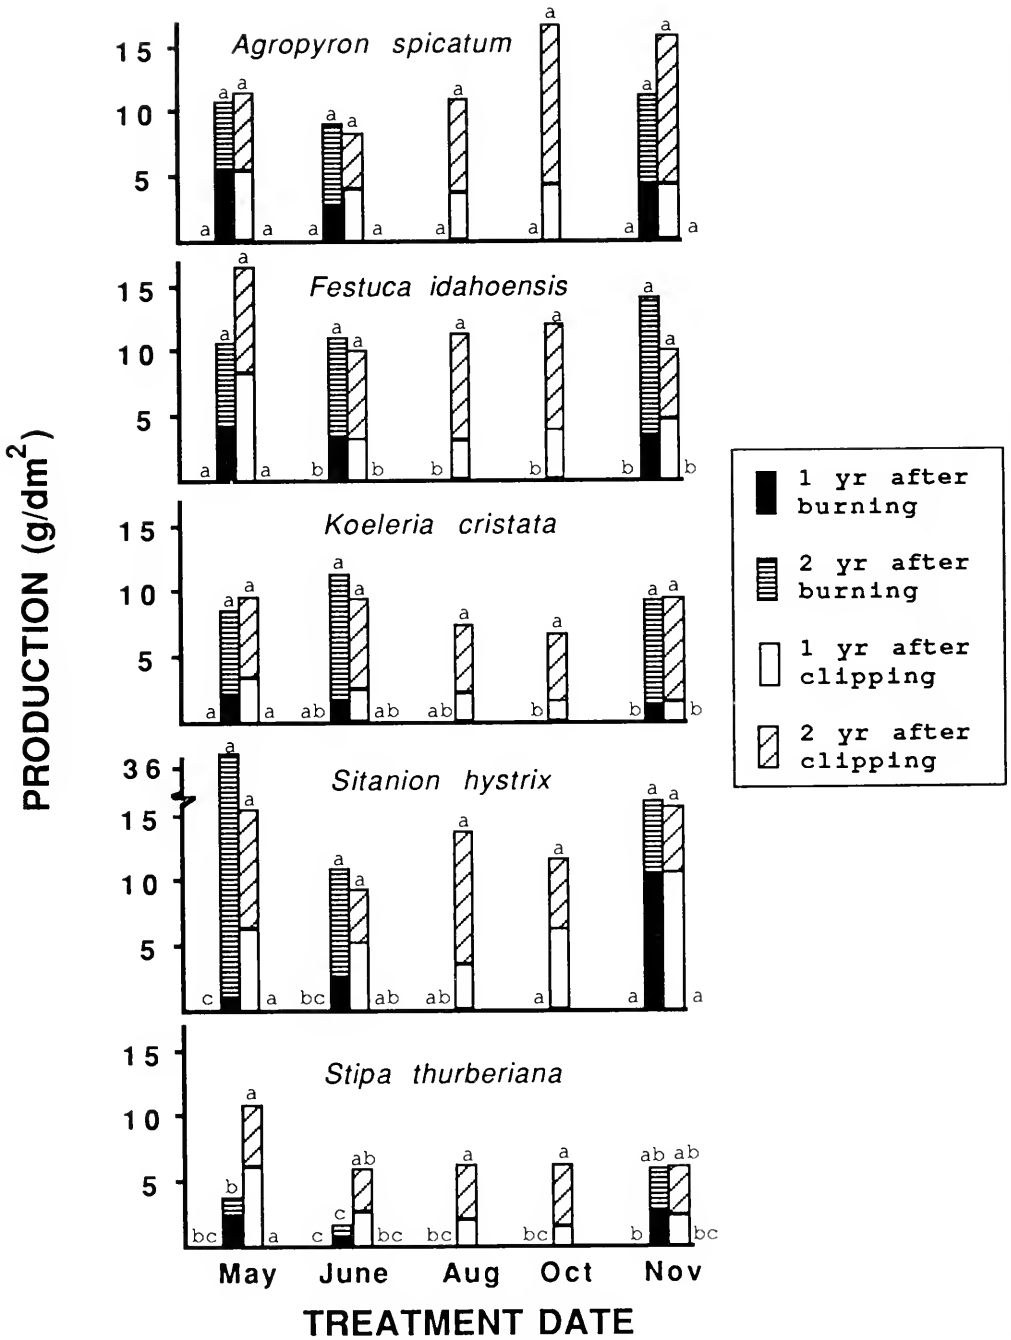 Agropyron spicatum
15
10
5
a a
a a
a
a
a a
a a a a a a a a
Festuca idahoensis
15
10
5
a a
a a
a
a
a a
a a b b b b b b
Koeleria cristata
15
10
5
a a
a a
a
a
a a
a a ab ab ab b b b
Sitanion hystrix
36
15
10
5
a a
a a
a
a
a a
c a bc ab ab a a a
Stipa thurberiana
15
10
5
b a
c ab
a
a
ab ab
bc a c bc bc bc b bc
May June Aug Oct Nov
TREATMENT DATE
PRODUCTION (g/dm2)
1 yr after
burning
2 yr after
burning
1 yr after
clipping
2 yr after
clipping